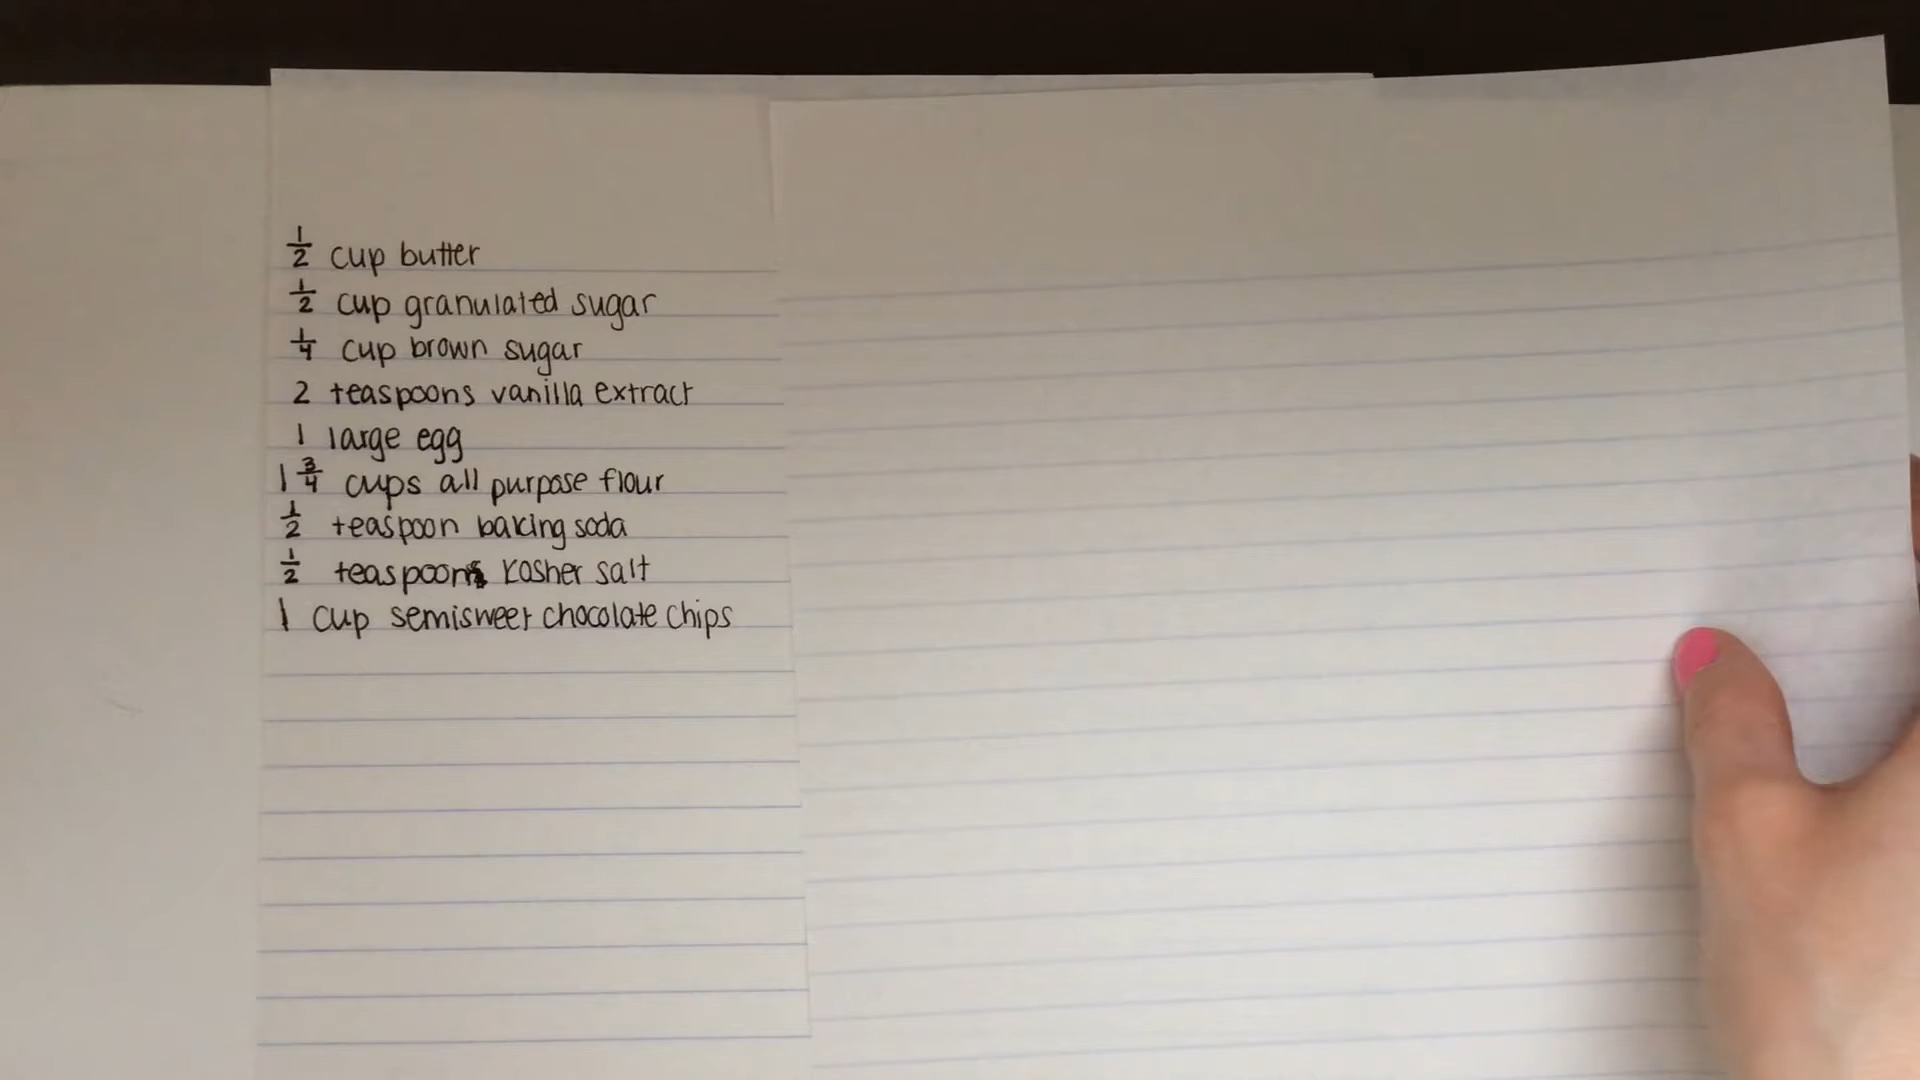 1/2 cup butter
1/2 cup granulated sugar
1/4 cup brown sugar
2 teaspoons vanilla extract
1 large egg
1 3/4 cups all purpose flour
1/2 teaspoon baking soda
1/2 teaspoon kosher salt
1 cup semisweet chocolate chips